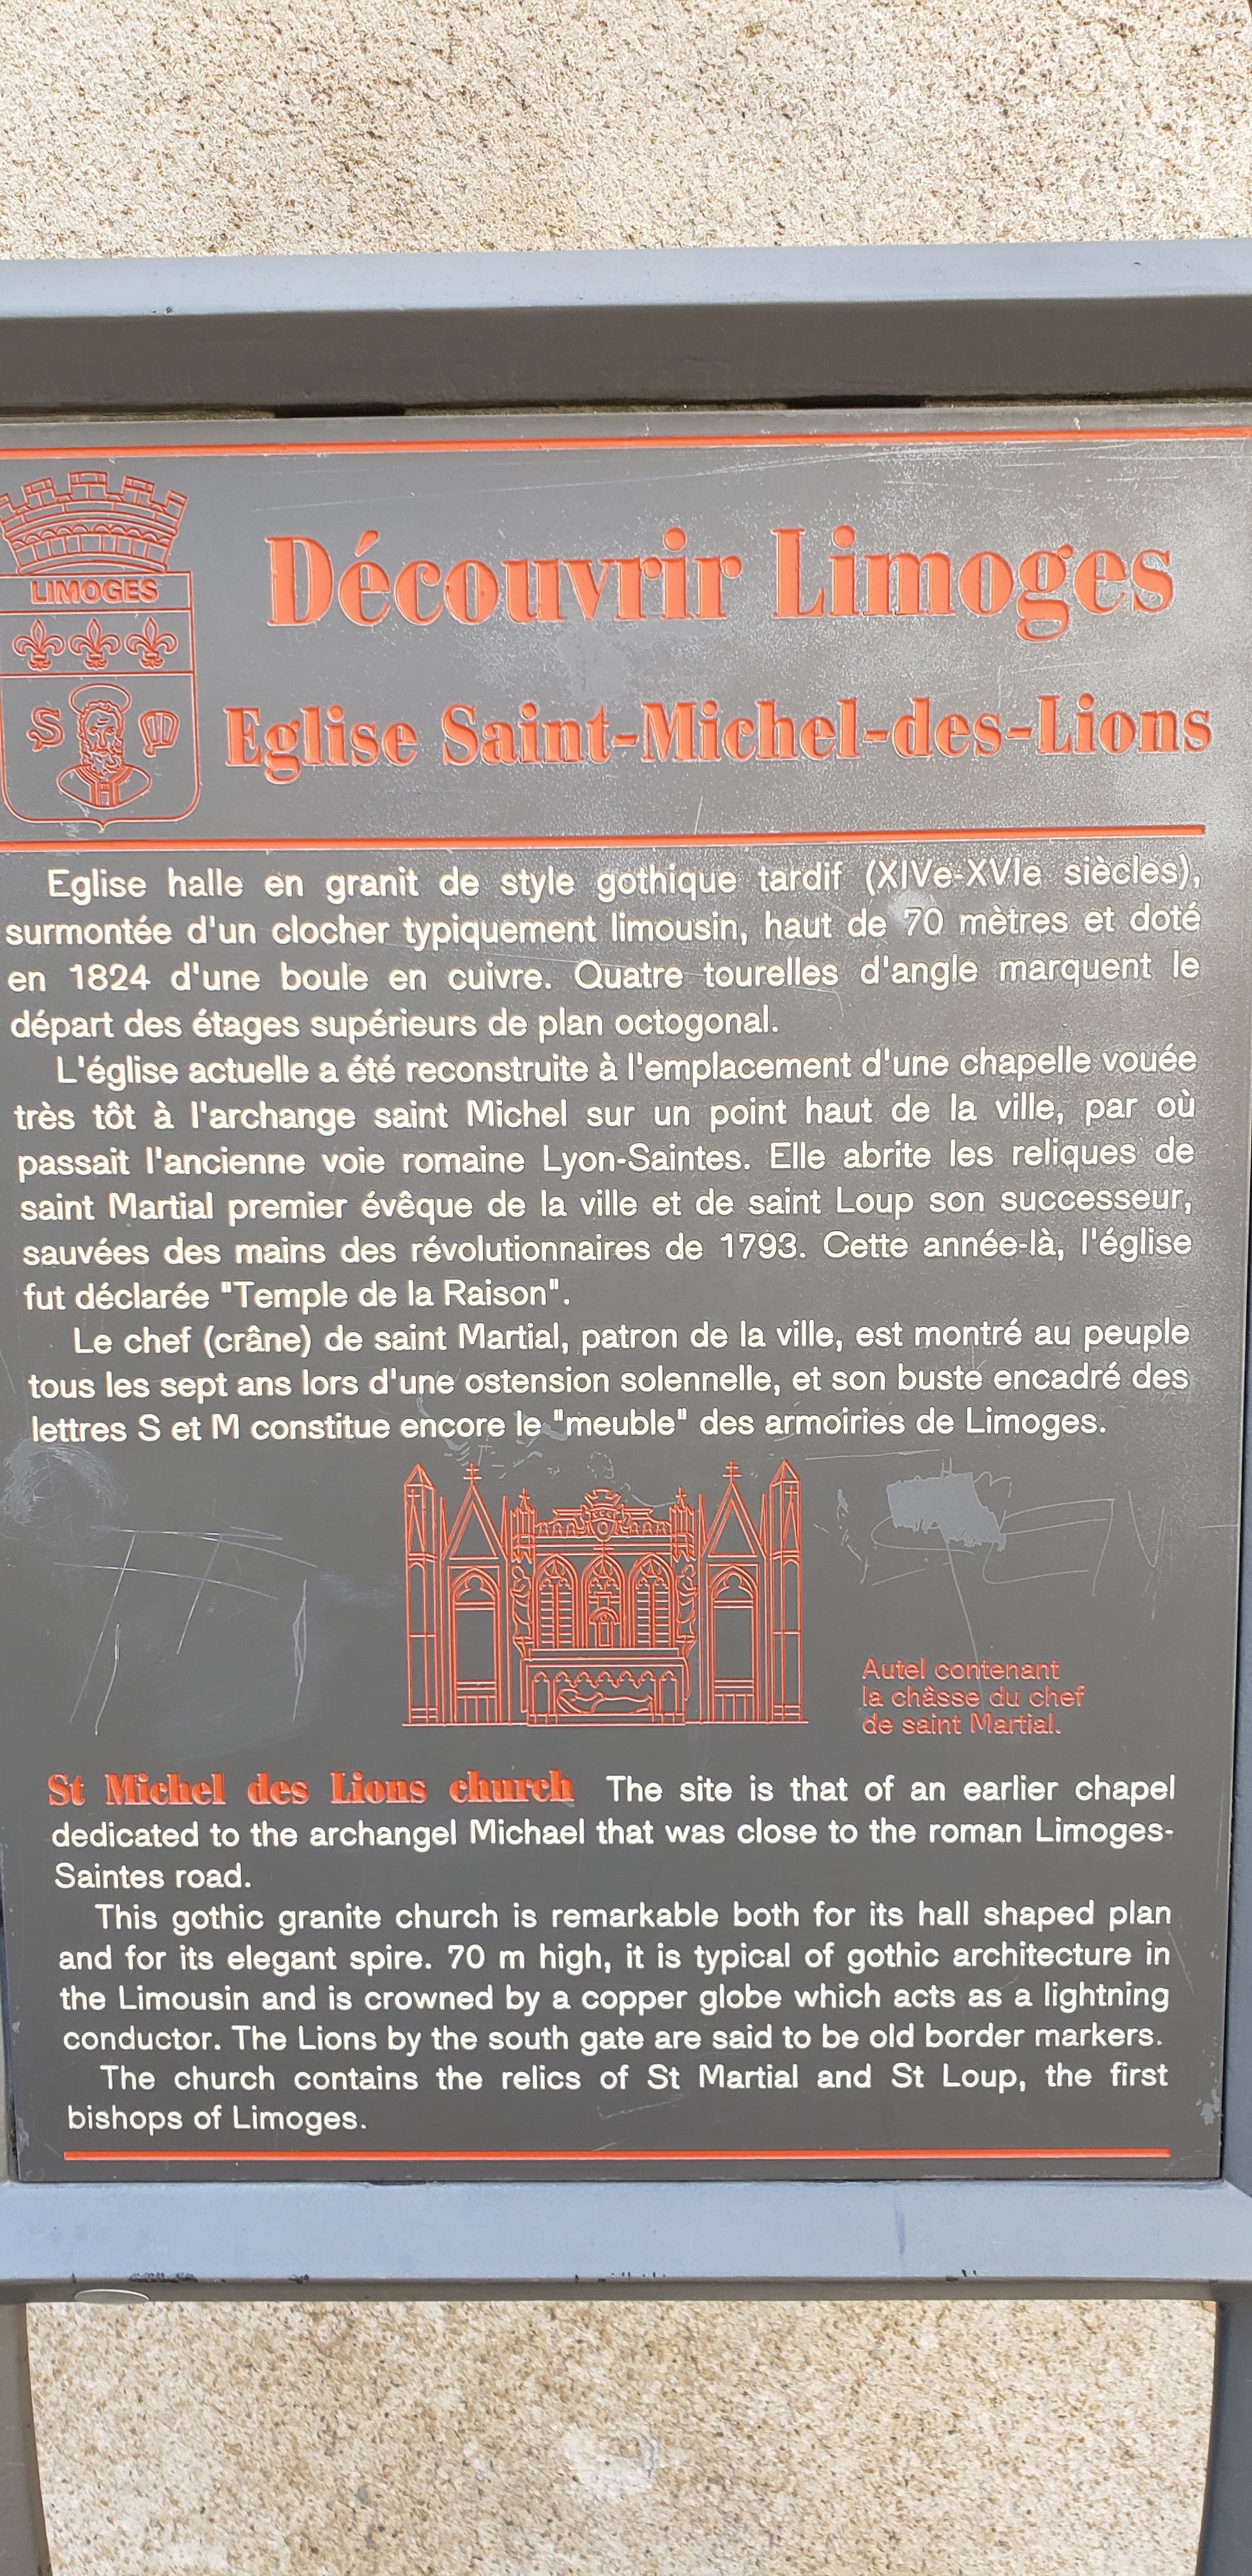 LIMOGES
S
Découvrir Limoges
Eglise Saint-Michel-des-Lions
Eglise halle en granit de style gothique tardif (XIVe-XVIe siècles),
surmontée d'un clocher typiquement limousin, haut de 70 mètres et doté
en 1824 d'une boule en cuivre. Quatre tourelles d'angle marquent le
départ des étages supérieurs de plan octogonal.
L'église actuelle a été reconstruite à l'emplacement d'une chapelle vouée
très tôt à l'archange saint Michel sur un point haut de la ville, par où
passait l'ancienne voie romaine Lyon-Saintes. Elle abrite les reliques de
saint Martial premier évêque de la ville et de saint Loup son successeur,
sauvées des mains des révolutionnaires de 1793. Cette année-là, l'église
fut déclarée "Temple de la Raison".
Le chef (crâne) de saint Martial, patron de la ville, est montré au peuple
tous les sept ans lors d'une ostension solennelle, et son buste encadré des
lettres S et M constitue encore le "meuble" des armoiries de Limoges.
Autel contenant
la châsse du chef
de saint Martial.
St Michel des Lions church The site is that of an earlier chapel
dedicated to the archangel Michael that was close to the roman Limoges-
Saintes road.
This gothic granite church is remarkable both for its hall shaped plan
and for its elegant spire. 70 m high, it is typical of gothic architecture in
the Limousin and is crowned by a copper globe which acts as a lightning
conductor. The Lions by the south gate are said to be old border markers.
The church contains the relics of St Martial and St Loup, the first
bishops of Limoges.